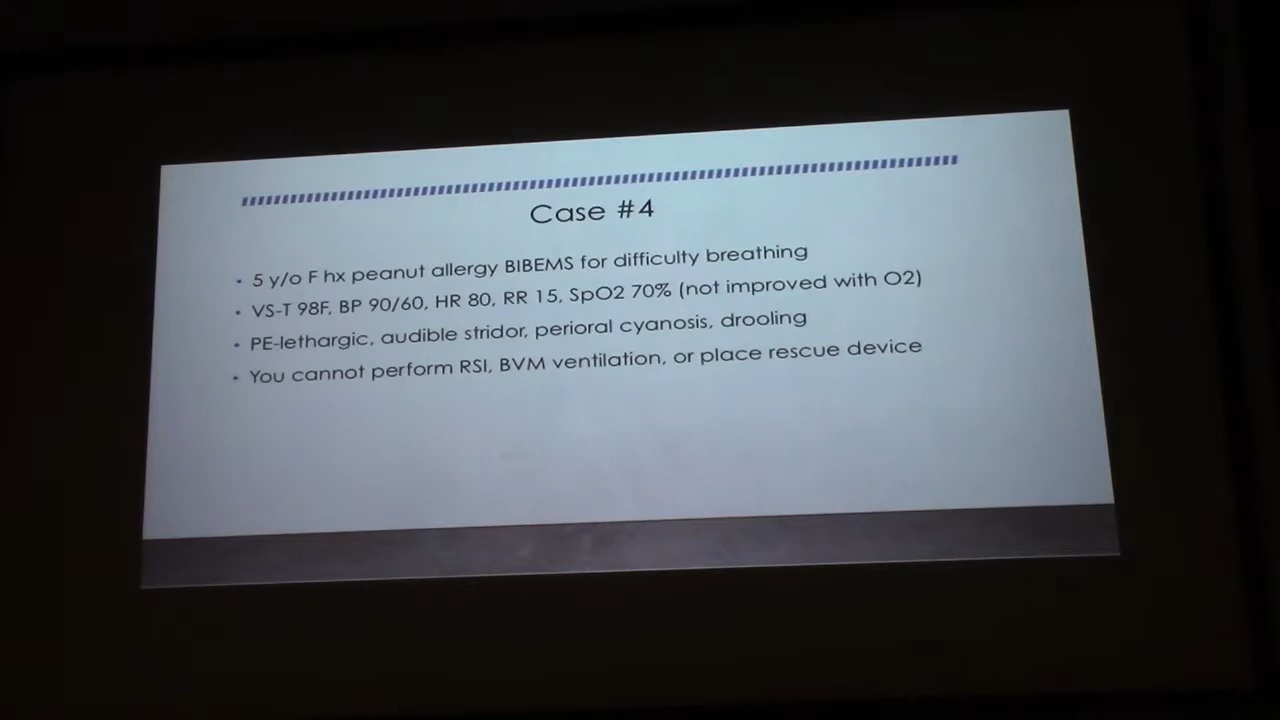 Case #4
• 5 y/o F hx peanut allergy BIBEMS for difficulty breathing
• VS-T 98F, BP 90/60, HR 80, RR 15, SpO2 70% (not improved with O2)
• PE-lethargic, audible stridor, perioral cyanosis, drooling
• You cannot perform RSI, BVM ventilation, or place rescue device